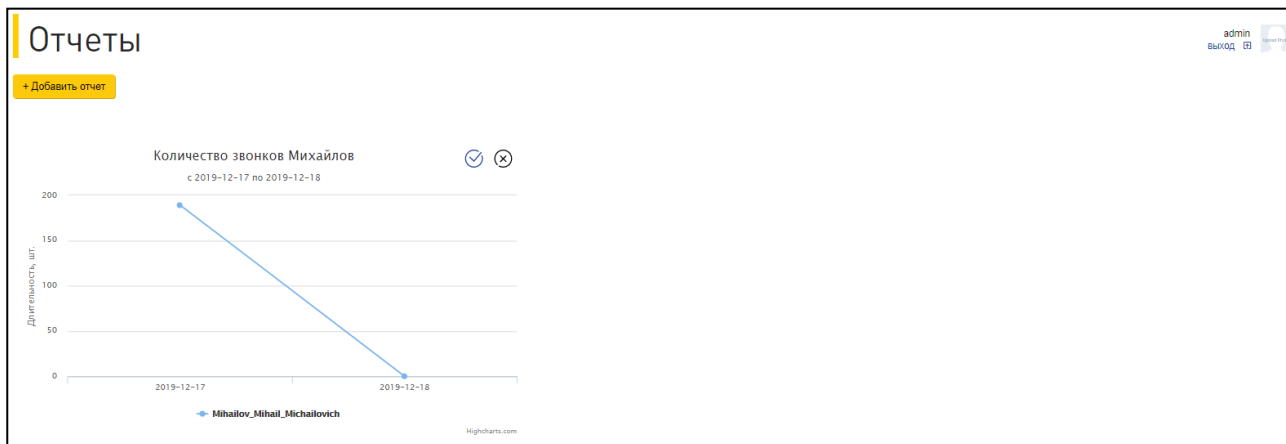 Отчеты
admin
выход
+ Добавить отчет
Количество звонков Михайлов
с 2019-12-17 по 2019-12-18
200
150
100
50
0
Длительность, шт.
2019-12-17
2019-12-18
Mihailov_Mihail_Michailovich
Highcharts.com